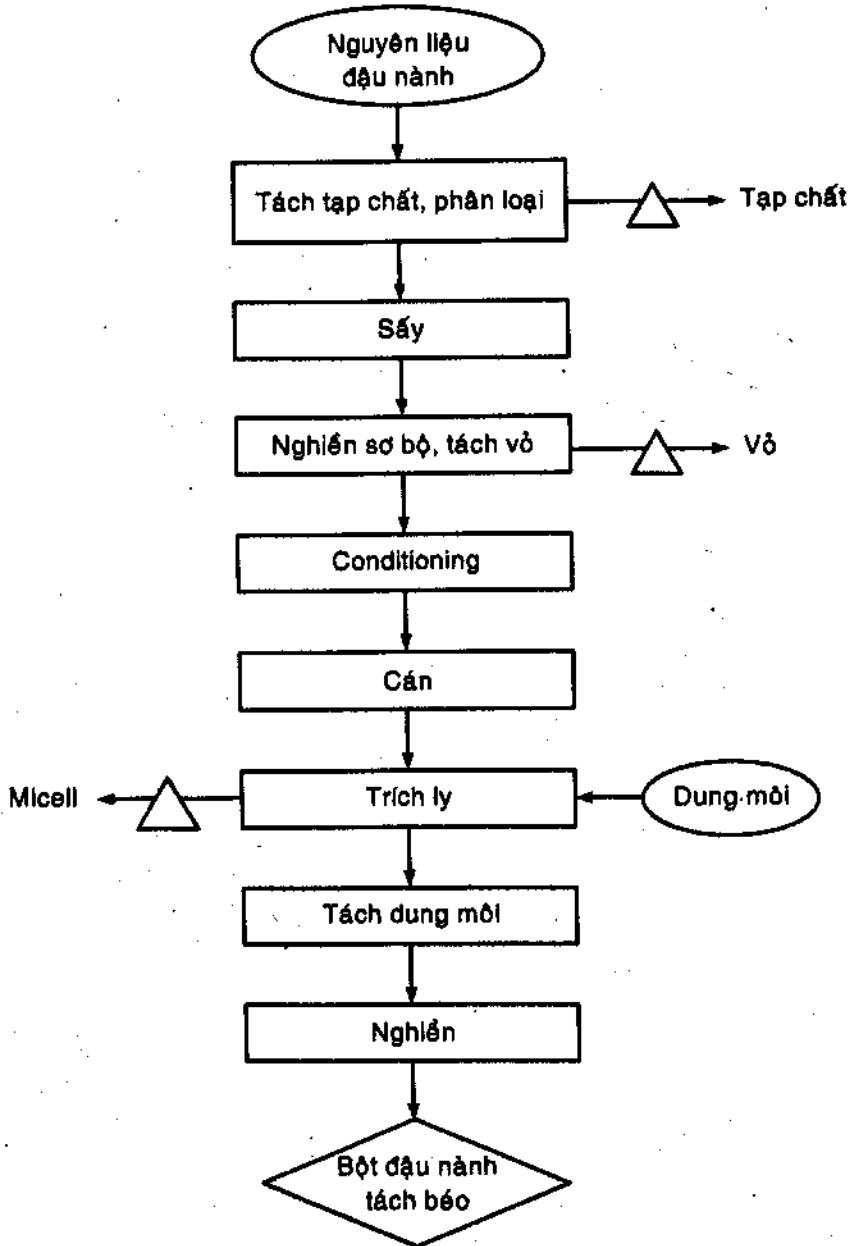 Nguyên liệu
đậu nành
Tách tạp chất, phân loại
Tạp chất
Sấy
Nghiền sơ bộ, tách vỏ
Vỏ
Conditioning
Cán
Micell
Trích ly
Dung môi
Tách dung môi
Nghiền
Bột đậu nành
tách béo